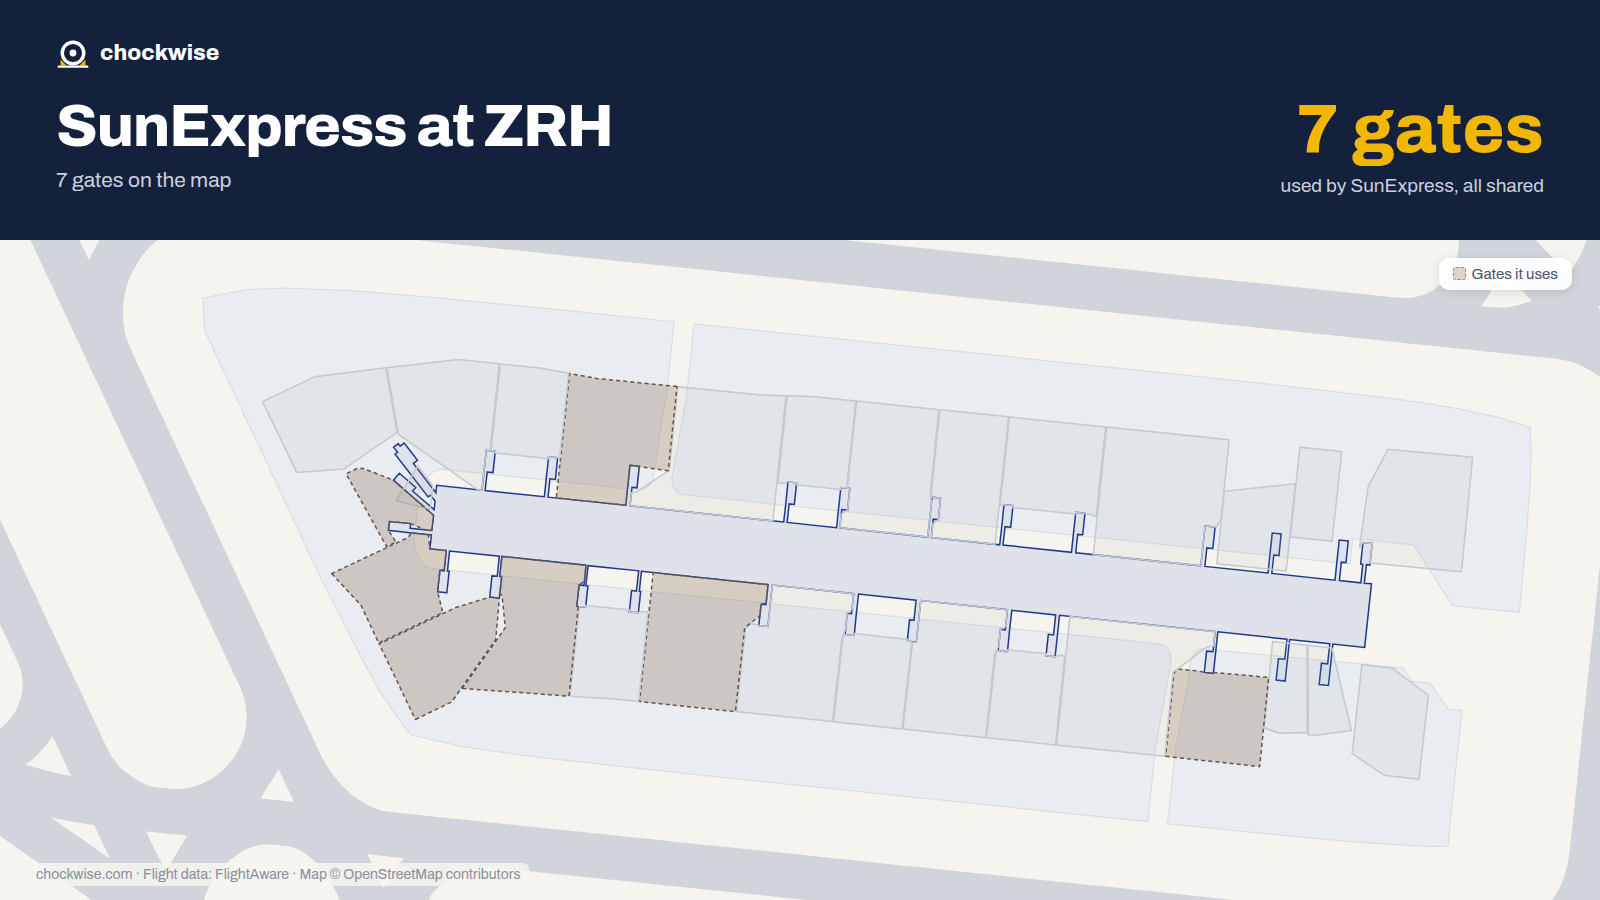 chockwise
SunExpress at ZRH
7 gates on the map
7 gates
used by SunExpress, all shared
Gates it uses
chockwise.com · Flight data: FlightAware · Map © OpenStreetMap contributors